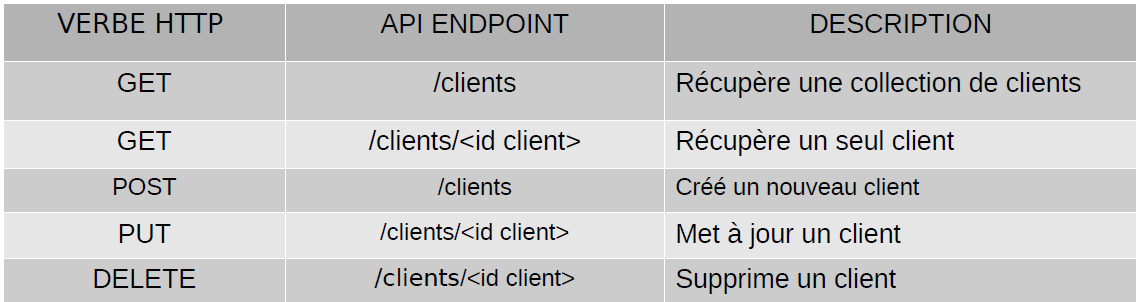 VERBE HTTP API ENDPOINT DESCRIPTION
GET /clients Récupère une collection de clients
GET /clients/<id client> Récupère un seul client
POST /clients Créé un nouveau client
PUT /clients/<id client> Met à jour un client
DELETE /clients/<id client> Supprime un client